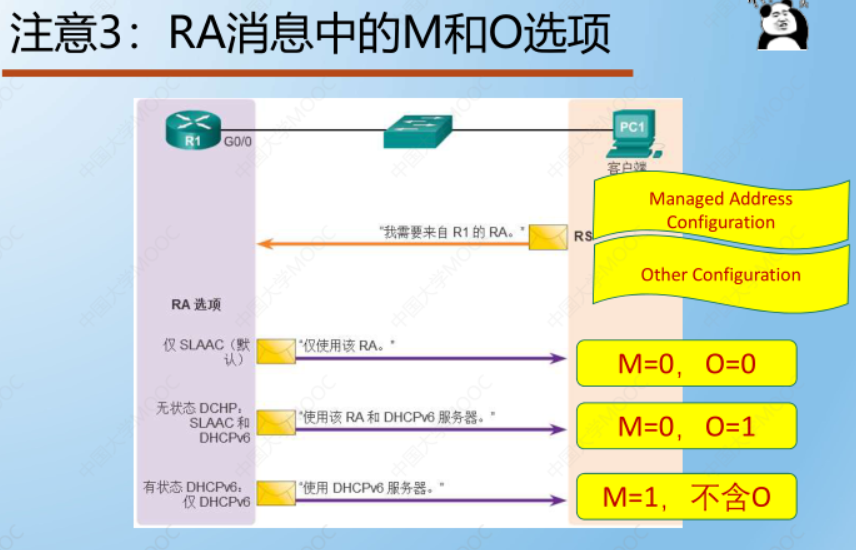 注意3：RA消息中的M和O选项
R1
G0/0
PC1
客户端
Managed Address
Configuration
"我需要来自 R1 的 RA。"
RS
Other Configuration
RA 选项
仅 SLAAC（默
认）
"仅使用该 RA。"
M=0， O=0
无状态 DCHP：
SLAAC 和
DHCPv6
"使用该 RA 和 DHCPv6 服务器。"
M=0， O=1
有状态 DHCPv6：
仅 DHCPv6
"使用 DHCPv6 服务器。"
M=1， 不含O
中国大学MOOC